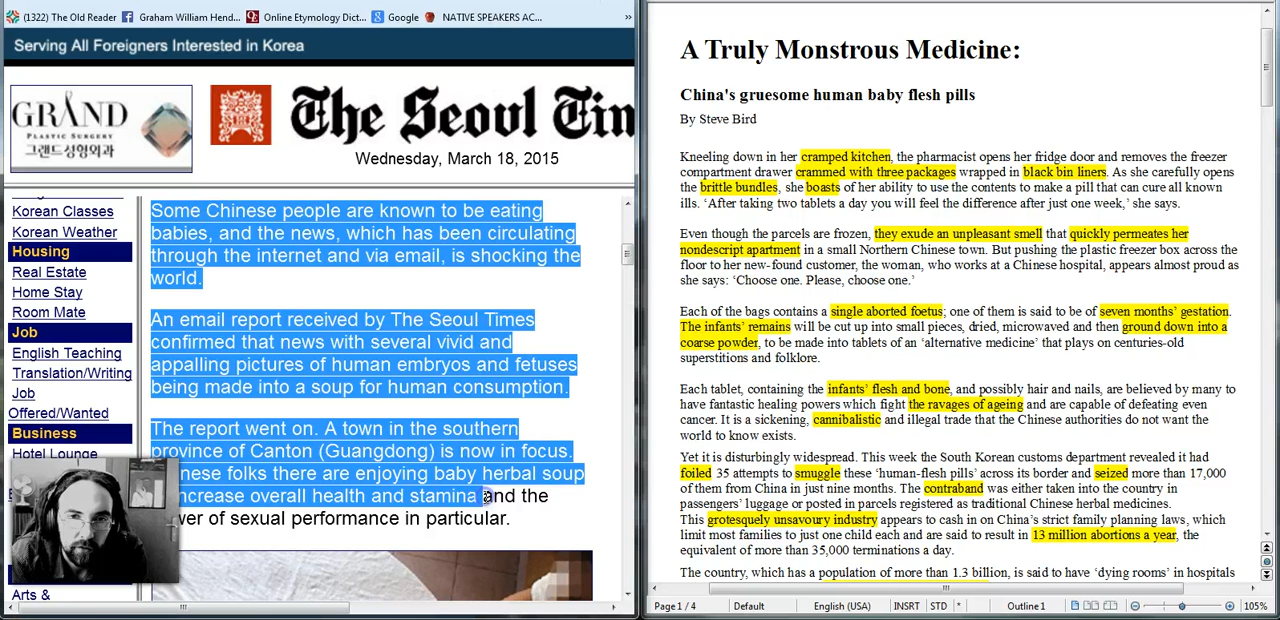 (1322) The Old Reader
Graham William Hend...
Online Etymology Dict...
Google
NATIVE SPEAKERS AC...
»
Serving All Foreigners Interested in Korea
GRAND
PLASTIC SURGERY
그랜드성형외과
The Seoul Tim
Wednesday, March 18, 2015
Korean Classes
Korean Weather
Housing
Real Estate
Home Stay
Room Mate
Job
English Teaching
Translation/Writing
Job
Offered/Wanted
Business
Hotel Lounge
Arts &
Some Chinese people are known to be eating
babies, and the news, which has been circulating
through the internet and via email, is shocking the
world.
An email report received by The Seoul Times
confirmed that news with several vivid and
appalling pictures of human embryos and fetuses
being made into a soup for human consumption.
The report went on. A town in the southern
province of Canton (Guangdong) is now in focus.
nese folks there are enjoying baby herbal soup
increase overall health and stamina and the
wer of sexual performance in particular.
A Truly Monstrous Medicine:
China's gruesome human baby flesh pills
By Steve Bird
Kneeling down in her cramped kitchen, the pharmacist opens her fridge door and removes the freezer
compartment drawer crammed with three packages wrapped in black bin liners. As she carefully opens
the brittle bundles, she boasts of her ability to use the contents to make a pill that can cure all known
ills. ‘After taking two tablets a day you will feel the difference after just one week,’ she says.
Even though the parcels are frozen, they exude an unpleasant smell that quickly permeates her
nondescript apartment in a small Northern Chinese town. But pushing the plastic freezer box across the
floor to her new-found customer, the woman, who works at a Chinese hospital, appears almost proud as
she says: ‘Choose one. Please, choose one.’
Each of the bags contains a single aborted foetus; one of them is said to be of seven months’ gestation.
The infants’ remains will be cut up into small pieces, dried, microwaved and then ground down into a
coarse powder, to be made into tablets of an ‘alternative medicine’ that plays on centuries-old
superstitions and folklore.
Each tablet, containing the infants’ flesh and bone, and possibly hair and nails, are believed by many to
have fantastic healing powers which fight the ravages of ageing and are capable of defeating even
cancer. It is a sickening, cannibalistic and illegal trade that the Chinese authorities do not want the
world to know exists.
Yet it is disturbingly widespread. This week the South Korean customs department revealed it had
foiled 35 attempts to smuggle these ‘human-flesh pills’ across its border and seized more than 17,000
of them from China in just nine months. The contraband was either taken into the country in
passengers’ luggage or posted in parcels registered as traditional Chinese herbal medicines.
This grotesquely unsavoury industry appears to cash in on China’s strict family planning laws, which
limit most families to just one child each and are said to result in 13 million abortions a year, the
equivalent of more than 35,000 terminations a day.
The country, which has a population of more than 1.3 billion, is said to have ‘dying rooms’ in hospitals
Page 1 / 4
Default
English (USA)
INSRT
STD
*
Outline 1
105%